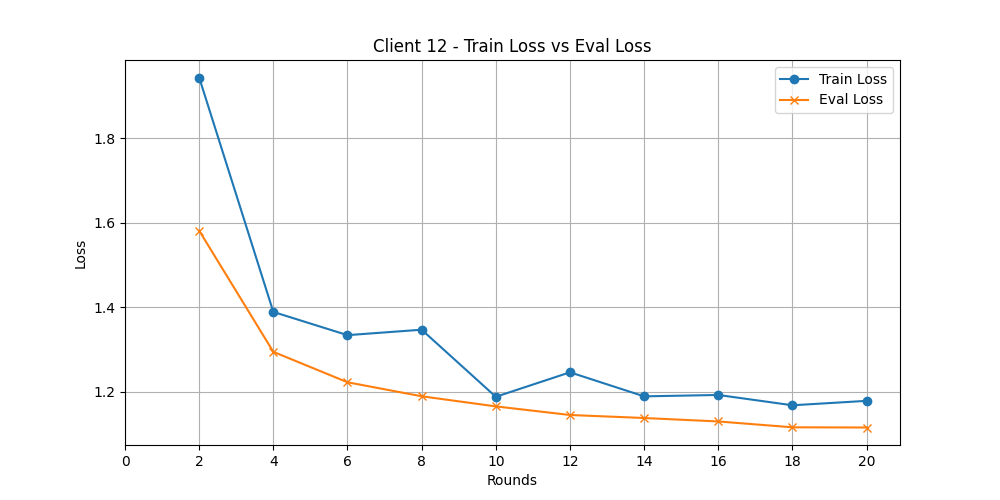 Client 12 - Train Loss vs Eval Loss
Train Loss
Eval Loss
Loss
1.8
1.6
1.4
1.2
0 2 4 6 8 10 12 14 16 18 20
Rounds